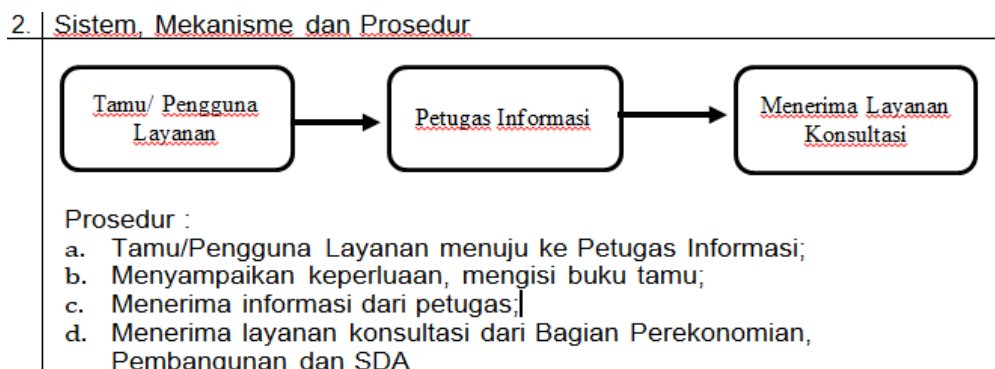 2. Sistem, Mekanisme dan Prosedur
Tamu/ Pengguna
Layanan
Petugas Informasi
Menerima Layanan
Konsultasi
Prosedur :
a. Tamu/Pengguna Layanan menuju ke Petugas Informasi;
b. Menyampaikan keperluaan, mengisi buku tamu;
c. Menerima informasi dari petugas;
d. Menerima layanan konsultasi dari Bagian Perekonomian,
Pembangunan dan SDA